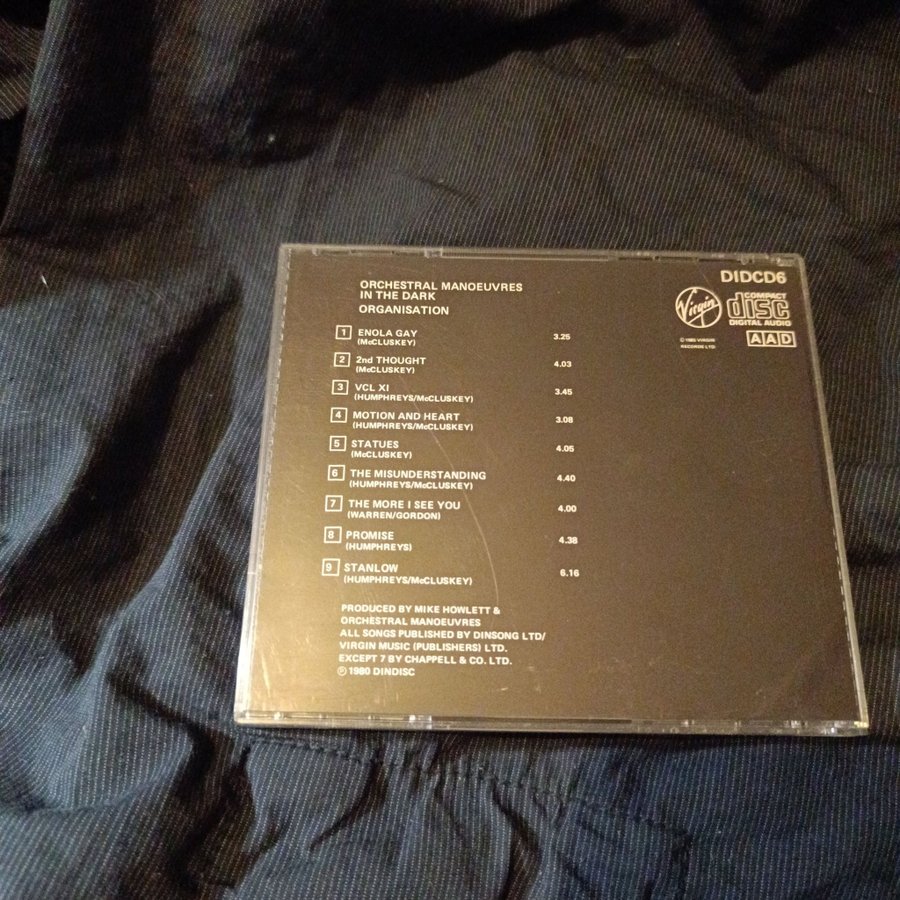 DIDCD6
ORCHESTRAL MANOEUVRES
IN THE DARK
ORGANISATION
Virgin
COMPACT
disc
DIGITAL AUDIO
AAD
© 1985 VIRGIN
RECORDS LTD.
1 ENOLA GAY 3.25
(McCLUSKEY)
2 2nd THOUGHT 4.03
(McCLUSKEY)
3 VCL XI 3.45
(HUMPHREYS/McCLUSKEY)
4 MOTION AND HEART 3.08
(HUMPHREYS/McCLUSKEY)
5 STATUES 4.05
(McCLUSKEY)
6 THE MISUNDERSTANDING 4.40
(HUMPHREYS/McCLUSKEY)
7 THE MORE I SEE YOU 4.00
(WARREN/GORDON)
8 PROMISE 4.38
(HUMPHREYS)
9 STANLOW 6.16
(HUMPHREYS/McCLUSKEY)
PRODUCED BY MIKE HOWLETT &
ORCHESTRAL MANOEUVRES
ALL SONGS PUBLISHED BY DINSONG LTD/
VIRGIN MUSIC (PUBLISHERS) LTD.
EXCEPT 7 BY CHAPPELL & CO. LTD.
℗ 1980 DINDISC